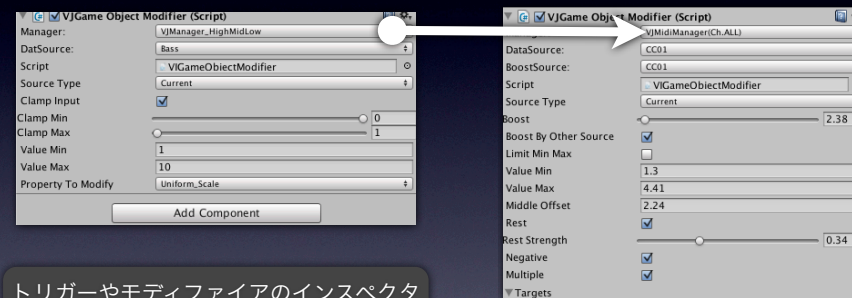 VJGame Object Modifier (Script)
Manager: VJManager_HighMidLow
DatSource: Bass
Script VJGameObjectModifier
Source Type Current
Clamp Input
Clamp Min 0
Clamp Max 1
Value Min 1
Value Max 10
Property To Modify Uniform_Scale
Add Component
トリガーやモディファイアのインスペクタ
VJGame Object Modifier (Script)
VJMidiManager(Ch.ALL)
DataSource: CC01
BoostSource: CC01
Script VJGameObjectModifier
Source Type Current
Boost 2.38
Boost By Other Source
Limit Min Max
Value Min 1.3
Value Max 4.41
Middle Offset 2.24
Rest
Rest Strength 0.34
Negative
Multiple
Targets